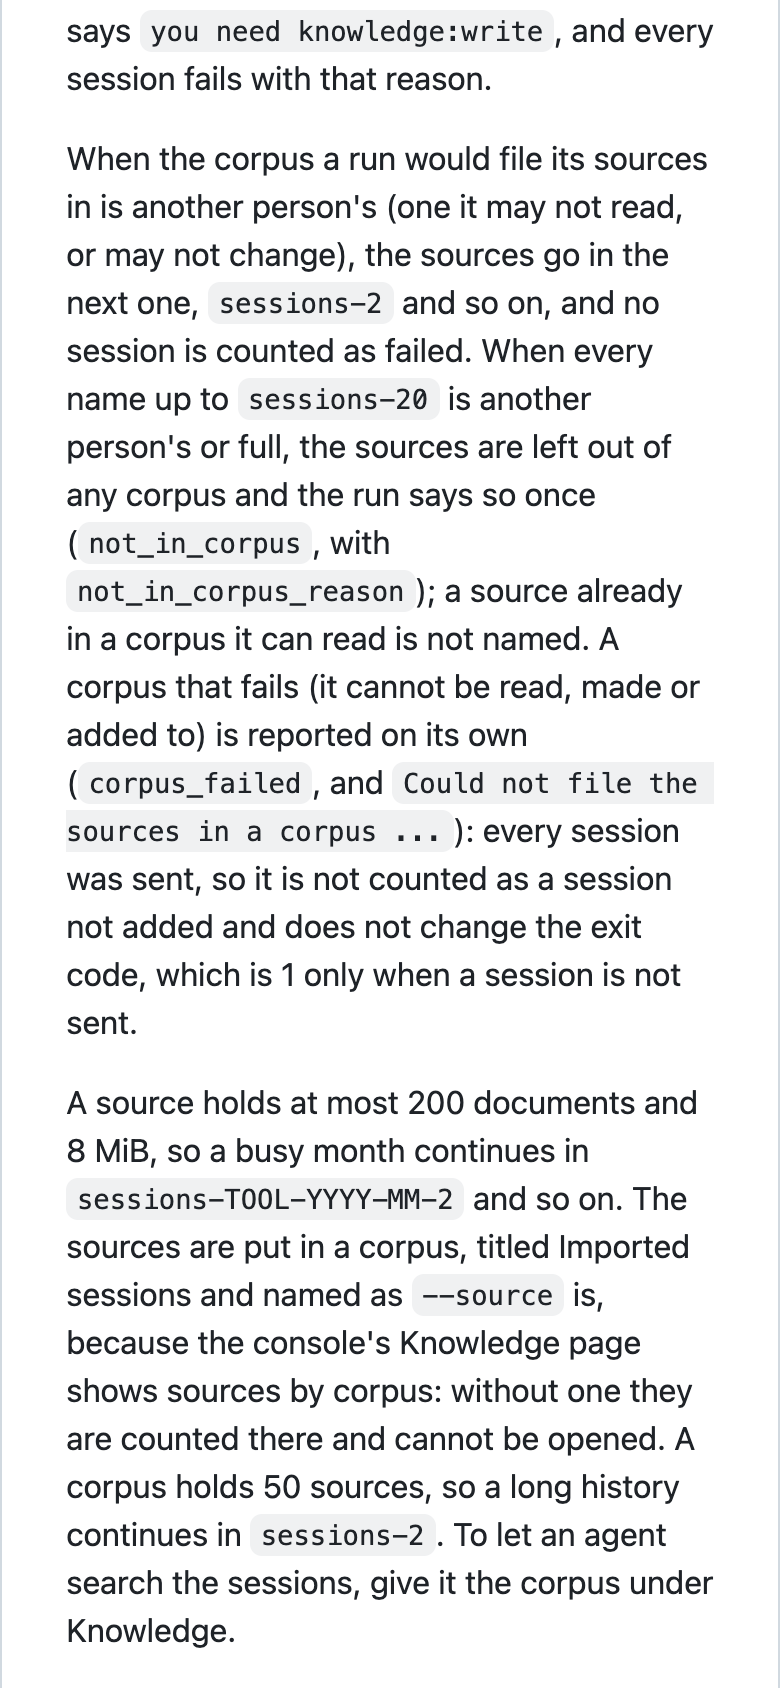 says you need knowledge:write, and every
session fails with that reason.
When the corpus a run would file its sources
in is another person's (one it may not read,
or may not change), the sources go in the
next one, sessions-2 and so on, and no
session is counted as failed. When every
name up to sessions-20 is another
person's or full, the sources are left out of
any corpus and the run says so once
(not_in_corpus, with
not_in_corpus_reason); a source already
in a corpus it can read is not named. A
corpus that fails (it cannot be read, made or
added to) is reported on its own
(corpus_failed, and Could not file the
sources in a corpus ...): every session
was sent, so it is not counted as a session
not added and does not change the exit
code, which is 1 only when a session is not
sent.
A source holds at most 200 documents and
8 MiB, so a busy month continues in
sessions-TOOL-YYYY-MM-2 and so on. The
sources are put in a corpus, titled Imported
sessions and named as --source is,
because the console's Knowledge page
shows sources by corpus: without one they
are counted there and cannot be opened. A
corpus holds 50 sources, so a long history
continues in sessions-2. To let an agent
search the sessions, give it the corpus under
Knowledge.